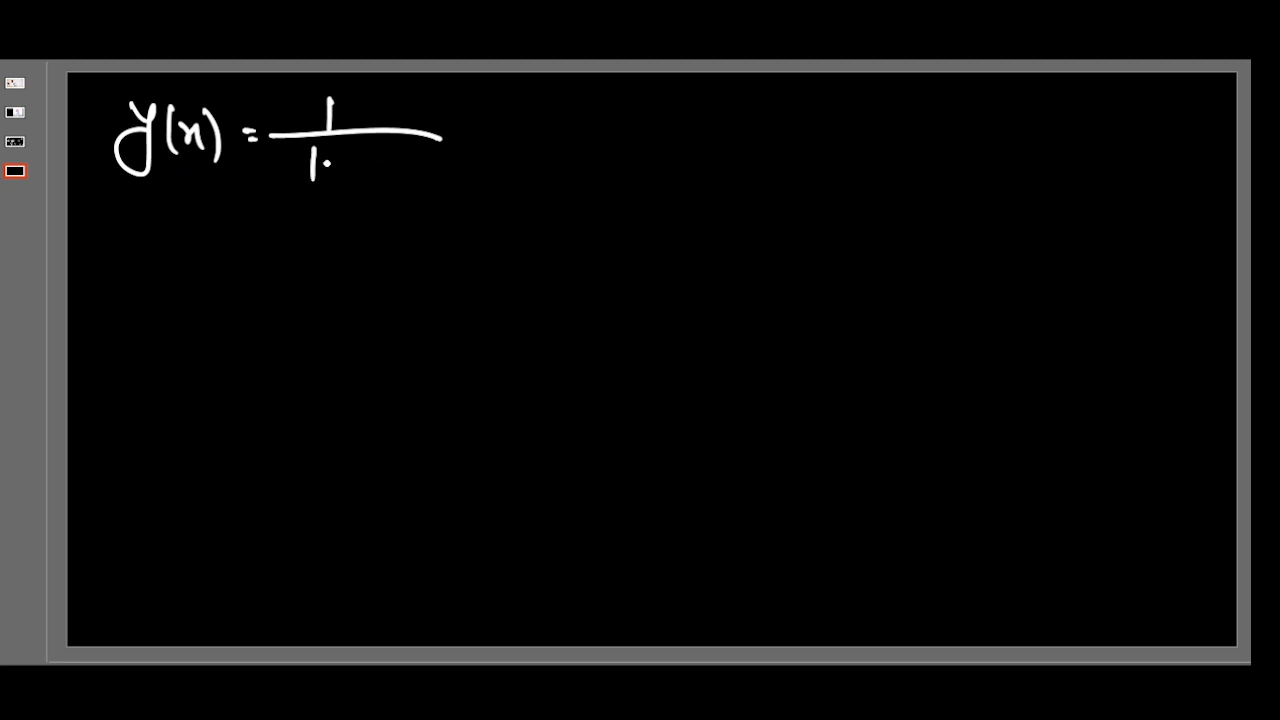 y(x) = 1/1.